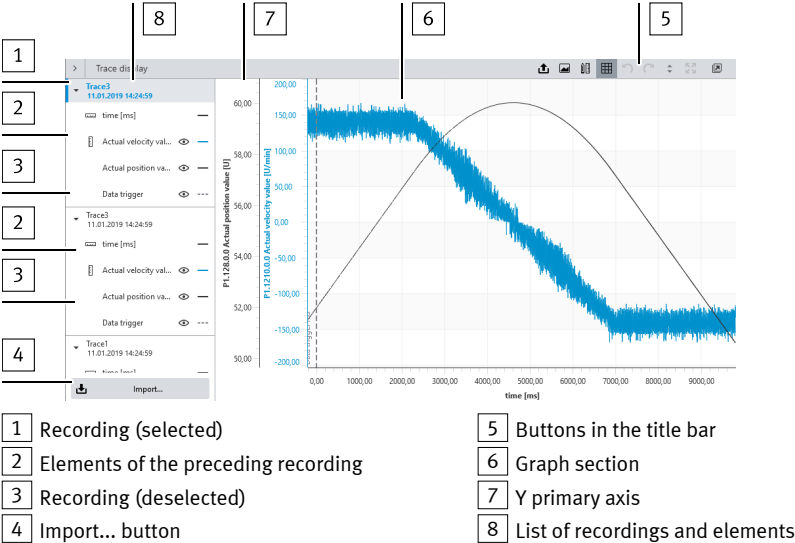 8
7
6
5
1
2
3
2
3
4
Trace display
Trace3
11.01.2019 14:24:59
time [ms]
Actual velocity val...
Actual position va...
Data trigger
Trace3
11.01.2019 14:24:59
time [ms]
Actual velocity val...
Actual position va...
Data trigger
Trace1
11.01.2019 14:24:59
time [ms]
Import...
P1.128.0.0 Actual position value [U]
60,00
58,00
56,00
54,00
52,00
50,00
P1.1210.0.0 Actual velocity value [U/min]
200,00
150,00
100,00
50,00
0,00
-50,00
-100,00
-150,00
-200,00
Data trigger
0,00 1000,00 2000,00 3000,00 4000,00 5000,00 6000,00 7000,00 8000,00 9000,00
time [ms]
1 Recording (selected)
2 Elements of the preceding recording
3 Recording (deselected)
4 Import... button
5 Buttons in the title bar
6 Graph section
7 Y primary axis
8 List of recordings and elements